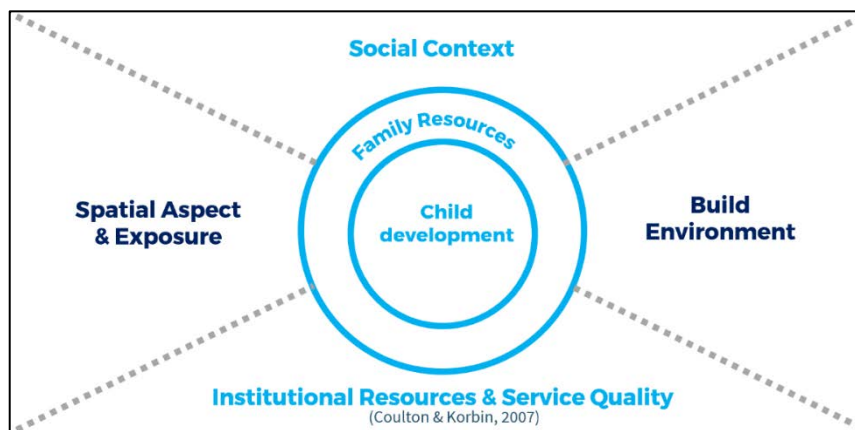 Social Context
Family Resources
Child
development
Spatial Aspect
& Exposure
Build
Environment
Institutional Resources & Service Quality
(Coulton & Korbin, 2007)